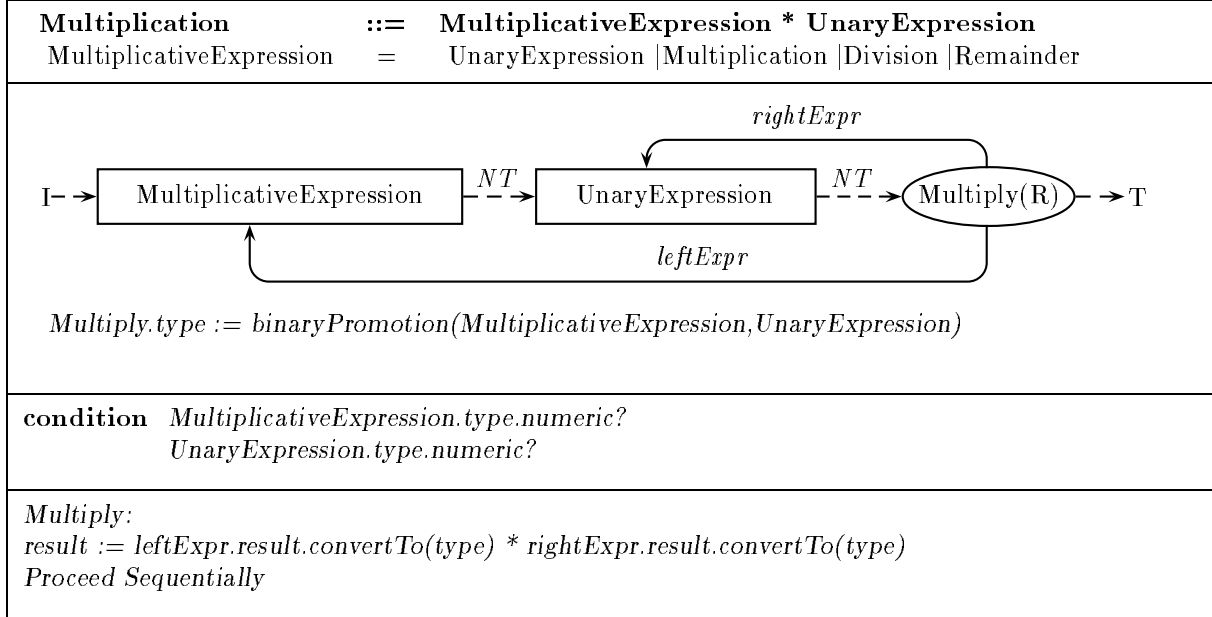 Multiplication ::= MultiplicativeExpression * UnaryExpression
MultiplicativeExpression = UnaryExpression |Multiplication |Division |Remainder
rightExpr
I MultiplicativeExpression NT UnaryExpression NT Multiply(R) T
leftExpr
Multiply.type := binaryPromotion(MultiplicativeExpression,UnaryExpression)
condition MultiplicativeExpression.type.numeric?
UnaryExpression.type.numeric?
Multiply:
result := leftExpr.result.convertTo(type) * rightExpr.result.convertTo(type)
Proceed Sequentially